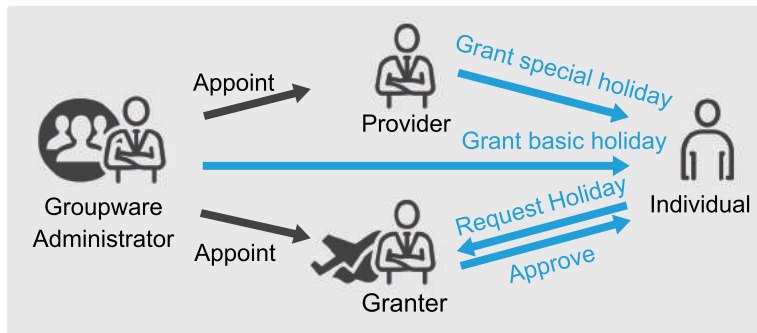 Appoint
Provider
Grant special holiday
Grant basic holiday
Groupware
Administrator
Appoint
Granter
Request Holiday
Approve
Individual